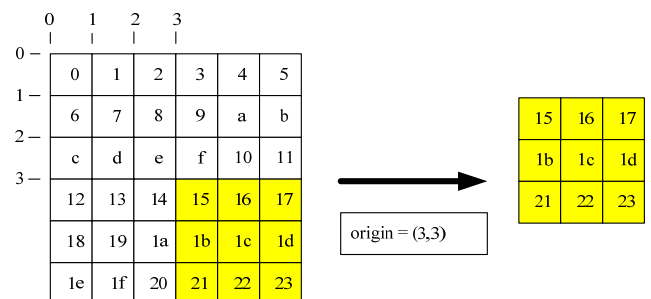 0 1 2 3
0
0 1 2 3 4 5
1
6 7 8 9 a b
2
c d e f 10 11
3
12 13 14 15 16 17
18 19 1a 1b 1c 1d
1e 1f 20 21 22 23
origin = (3,3)
15 16 17
1b 1c 1d
21 22 23